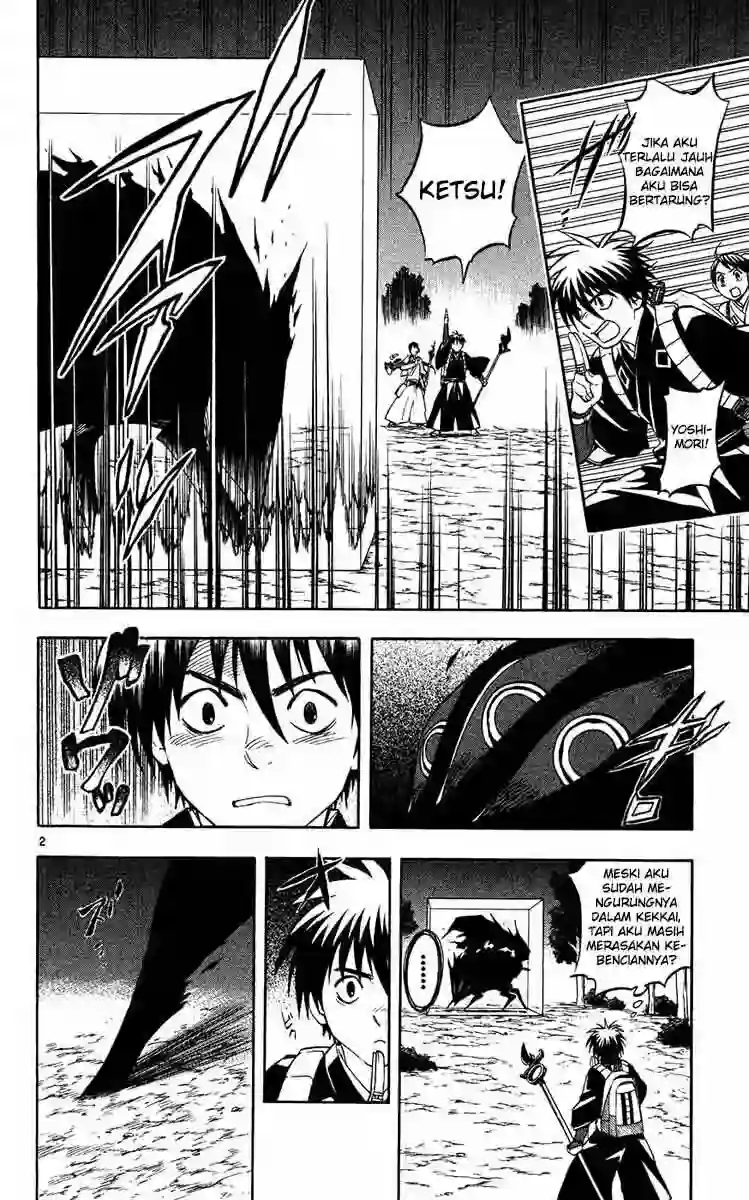 JIKA AKU
TERLALU JAUH
BAGAIMANA
AKU BISA
BERTARUNG?
YOSHI-
MORI!
KETSU!
2
MESKI AKU
SUDAH ME-
NGURUNGNYA
DALAM KEKKAI,
TAPI AKU MASIH
MERASAKAN KE-
BENCIANNYA?